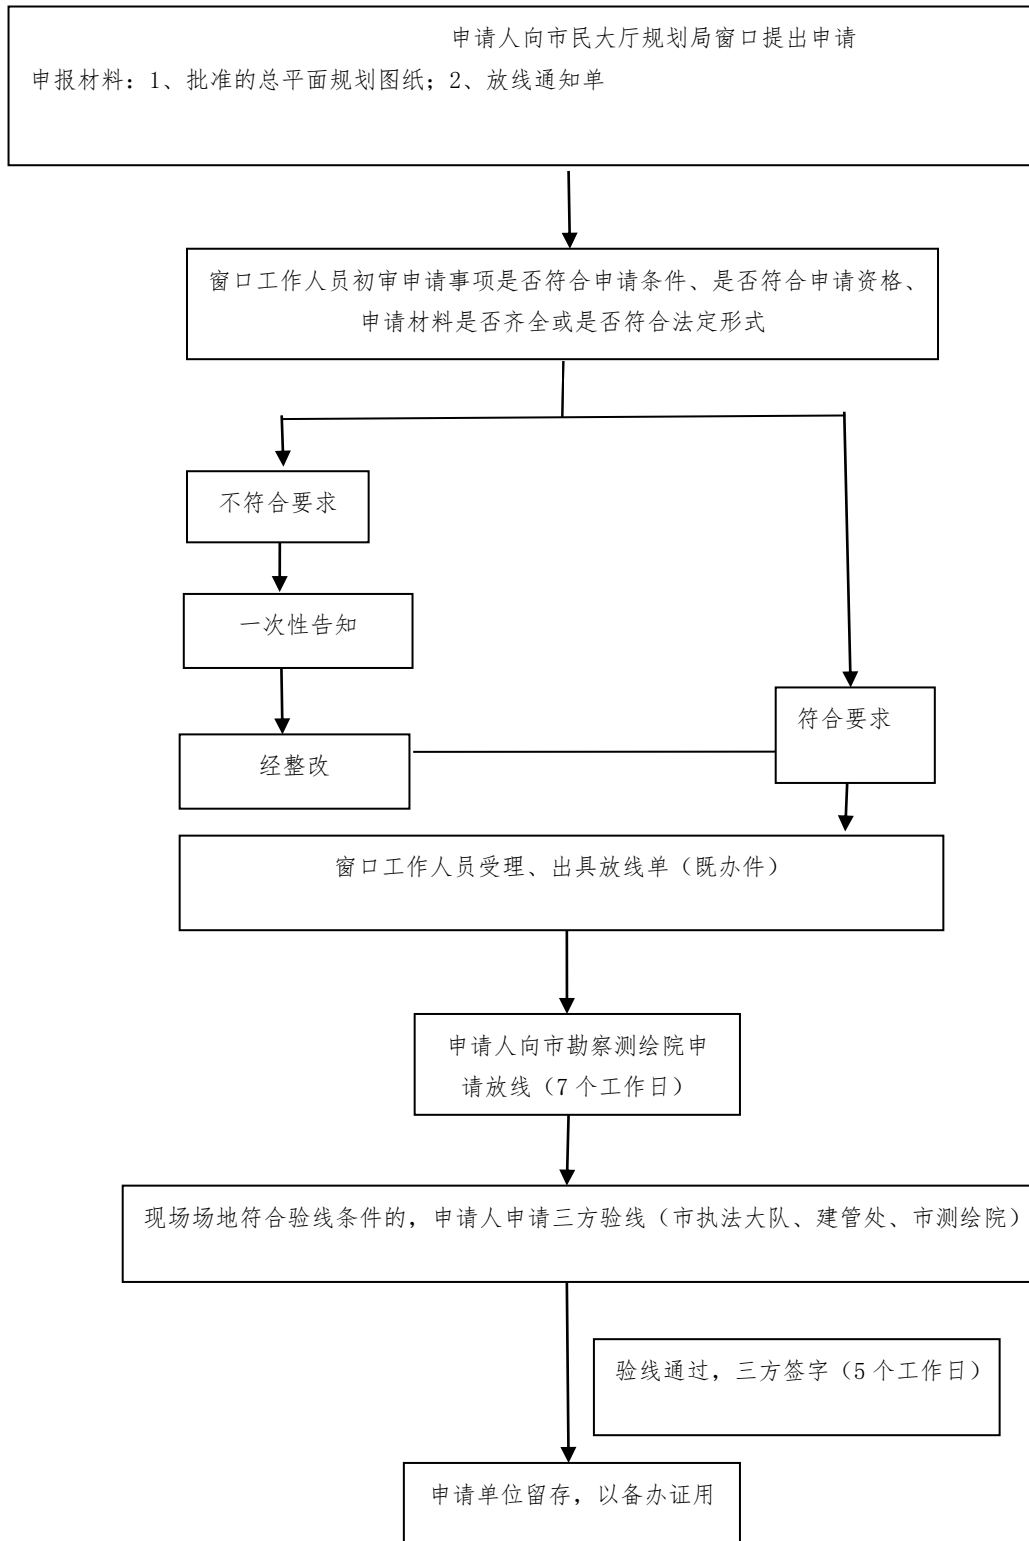 申请人向市民大厅规划局窗口提出申请
申报材料：1、批准的总平面规划图纸；2、放线通知单
窗口工作人员初审申请事项是否符合申请条件、是否符合申请资格、
申请材料是否齐全或是否符合法定形式
不符合要求
一次性告知
符合要求
经整改
窗口工作人员受理、出具放线单（既办件）
申请人向市勘察测绘院申
请放线（7 个工作日）
现场场地符合验线条件的，申请人申请三方验线（市执法大队、建管处、市测绘院）
验线通过，三方签字（5 个工作日）
申请单位留存，以备办证用